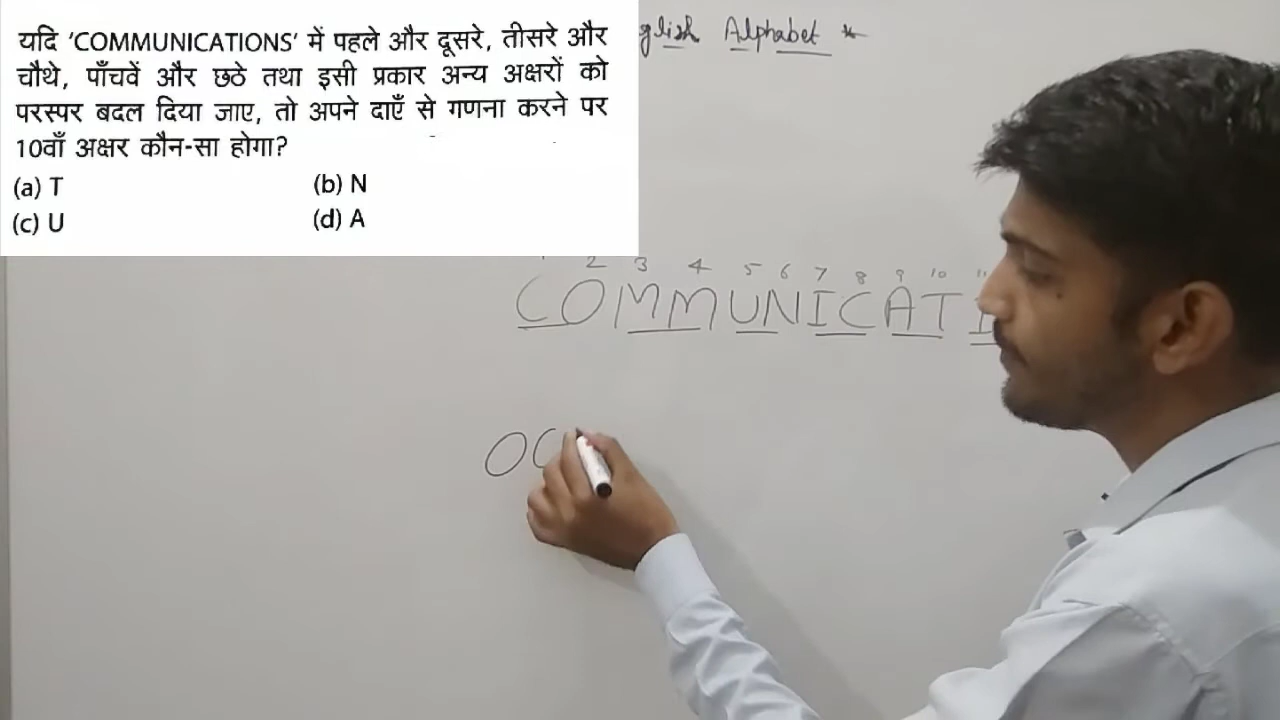 यदि 'COMMUNICATIONS' में पहले और दूसरे, तीसरे और
चौथे, पाँचवें और छठे तथा इसी प्रकार अन्य अक्षरों को
परस्पर बदल दिया जाए, तो अपने दाएँ से गणना करने पर
10वाँ अक्षर कौन-सा होगा?
(a) T (b) N
(c) U (d) A
Alphabet *
2 3 4 5 6 7 8 9 10 11
COMMUNICATI
OC